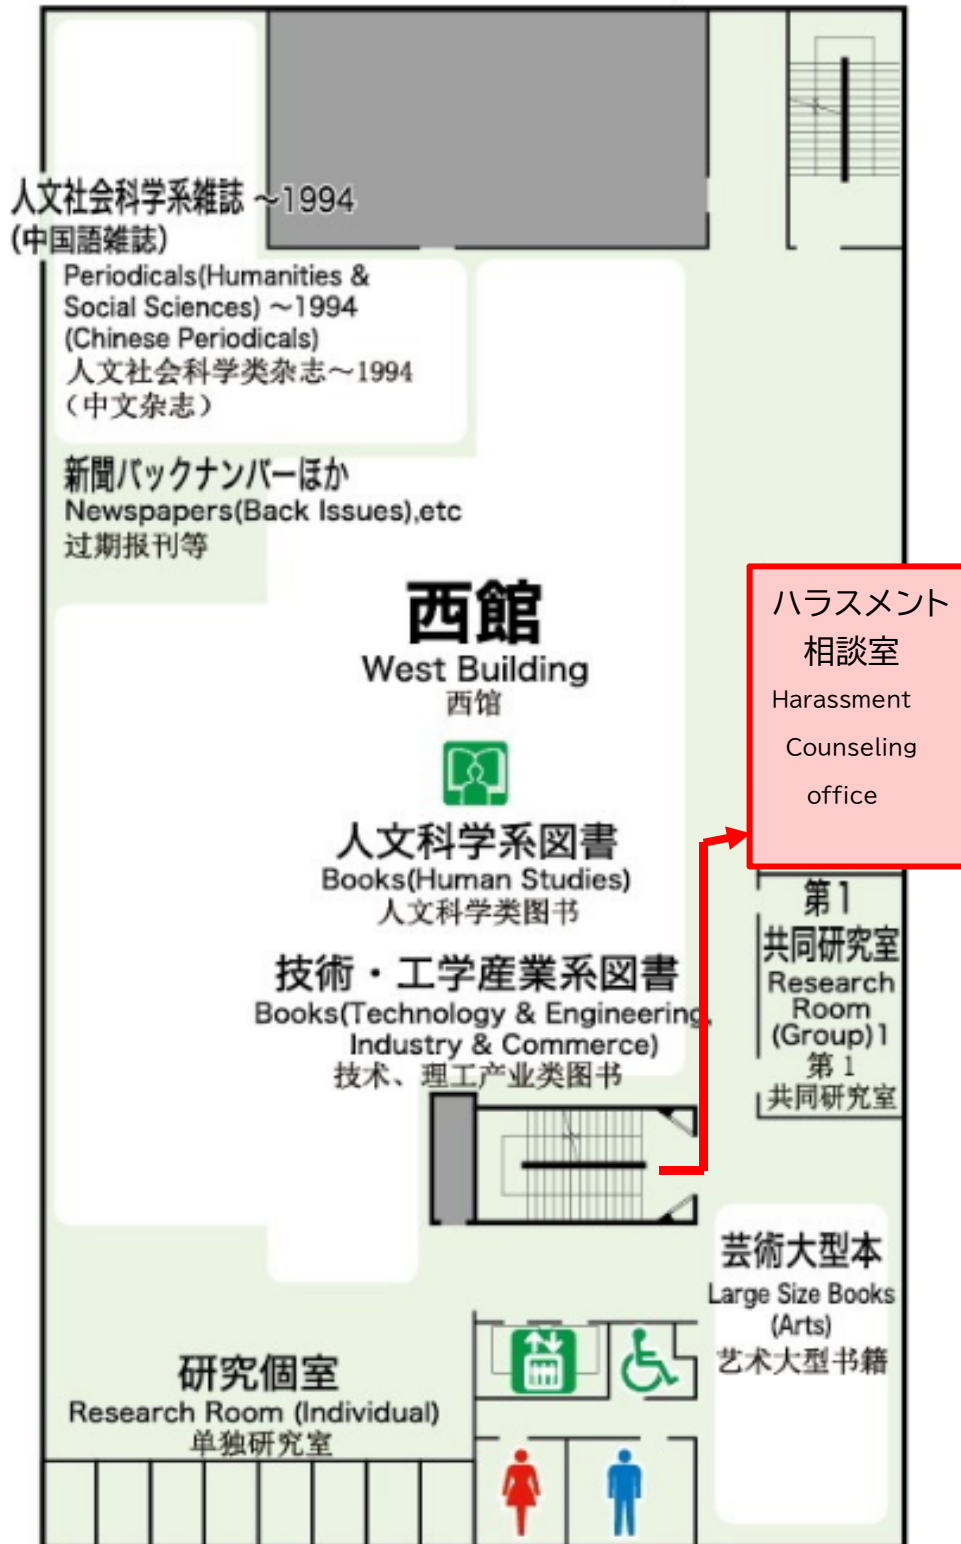 人文社会科学系雑誌 ～1994
(中国語雑誌)
Periodicals(Humanities &
Social Sciences) ～1994
(Chinese Periodicals)
人文社会科学类杂志～1994
（中文杂志）
新聞バックナンバーほか
Newspapers(Back Issues),etc
过期报刊等
西館
West Building
西馆
ハラスメント
相談室
Harassment
Counseling
office
人文科学系図書
Books(Human Studies)
人文科学类图书
技術・工学産業系図書
Books(Technology & Engineering,
Industry & Commerce)
技术、理工产业类图书
第1
共同研究室
Research
Room
(Group)1
第 1
共同研究室
芸術大型本
Large Size Books
(Arts)
艺术大型书籍
研究個室
Research Room (Individual)
单独研究室